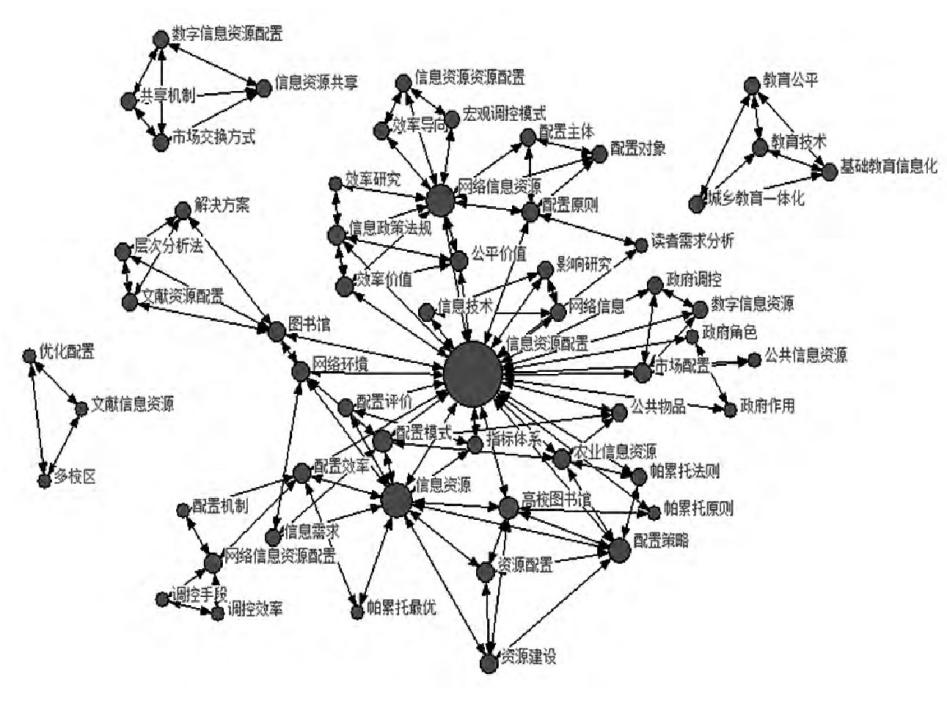 数字信息资源配置
信息资源共享
共享机制
市场交换方式
信息资源资源配置
宏观调控模式
效率导向
配置主体
配置对象
教育公平
教育技术
基础教育信息化
城乡教育一体化
效率研究
网络信息资源
配置原则
解决方案
信息政策法规
读者需求分析
层次分析法
公平价值
影响研究
效率价值
政府调控
文献资源配置
信息技术
网络信息
数字信息资源
图书馆
信息资源配置
政府角色
优化配置
网络环境
市场配置
公共信息资源
文献信息资源
配置评价
公共物品
政府作用
配置模式
指标体系
农业信息资源
多校区
配置效率
信息资源
帕累托法则
配置机制
高校图书馆
帕累托原则
信息需求
配置策略
网络信息资源配置
资源配置
调控手段
调控效率
帕累托最优
资源建设